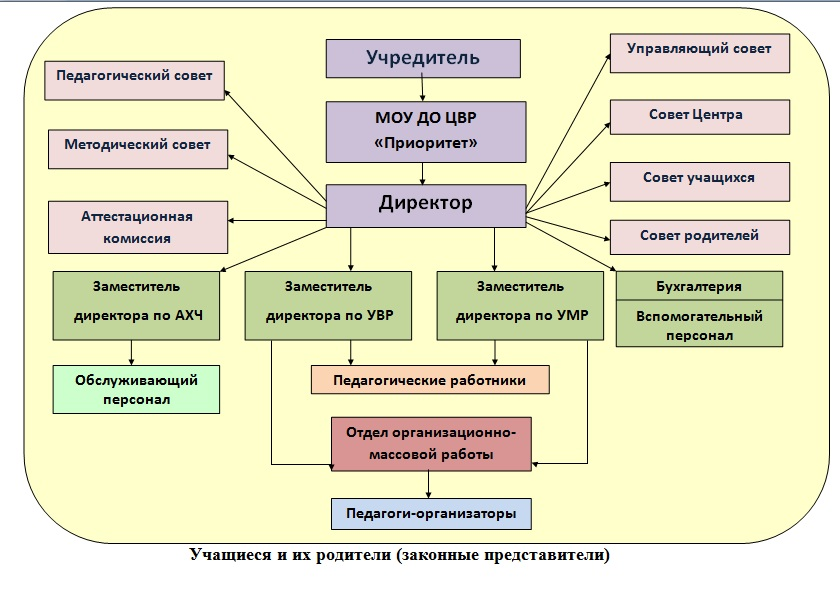 Учредитель
МОУ ДО ЦВР
«Приоритет»
Директор
Педагогический совет
Методический совет
Аттестационная
комиссия
Управляющий совет
Совет Центра
Совет учащихся
Совет родителей
Заместитель
директора по АХЧ
Заместитель
директора по УВР
Заместитель
директора по УМР
Бухгалтерия
Вспомогательный
персонал
Обслуживающий
персонал
Педагогические работники
Отдел организационно-
массовой работы
Педагоги-организаторы
Учащиеся и их родители (законные представители)